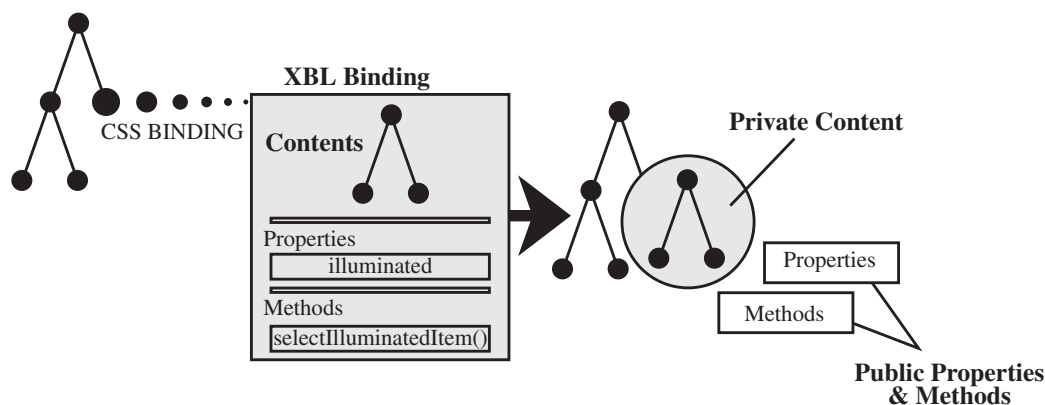 XBL Binding
CSS BINDING
Contents
Properties
illuminated
Methods
selectIlluminatedItem()
Private Content
Properties
Methods
Public Properties
& Methods